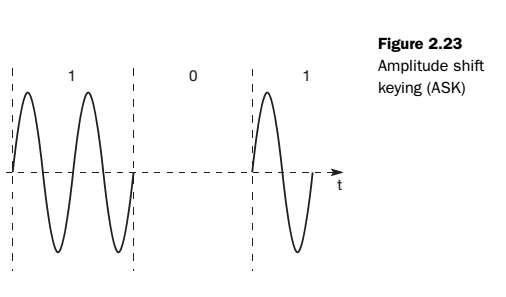 Figure 2.23
Amplitude shift
keying (ASK)
1 0 1
t